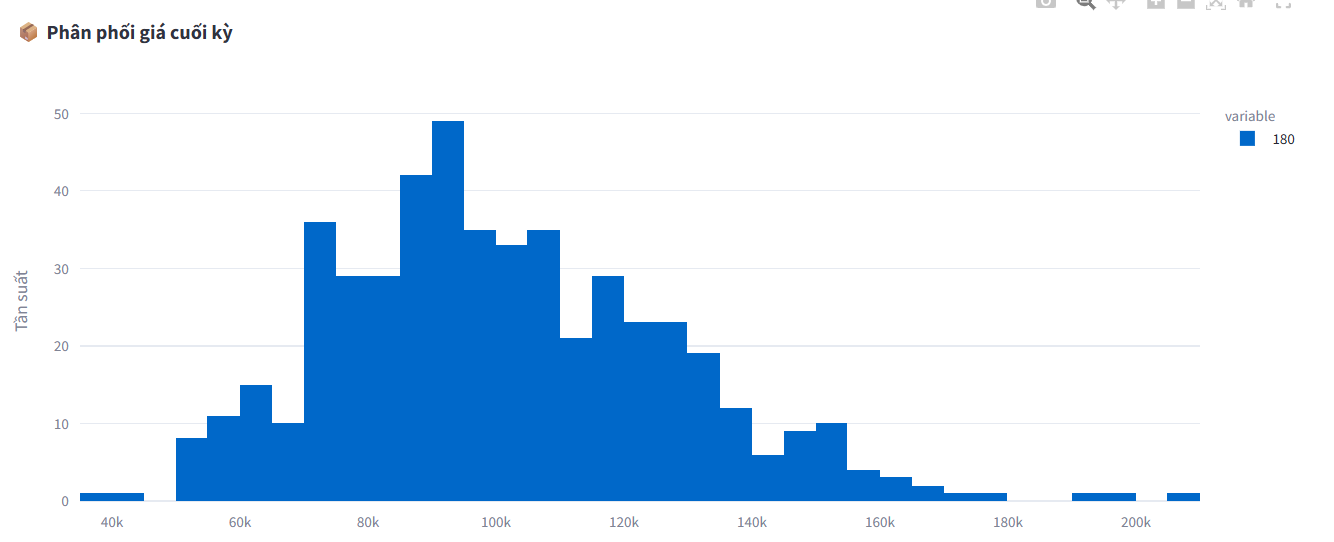 📦 Phân phối giá cuối kỳ
variable
180
Tần suất
50
40
30
20
10
0
40k
60k
80k
100k
120k
140k
160k
180k
200k